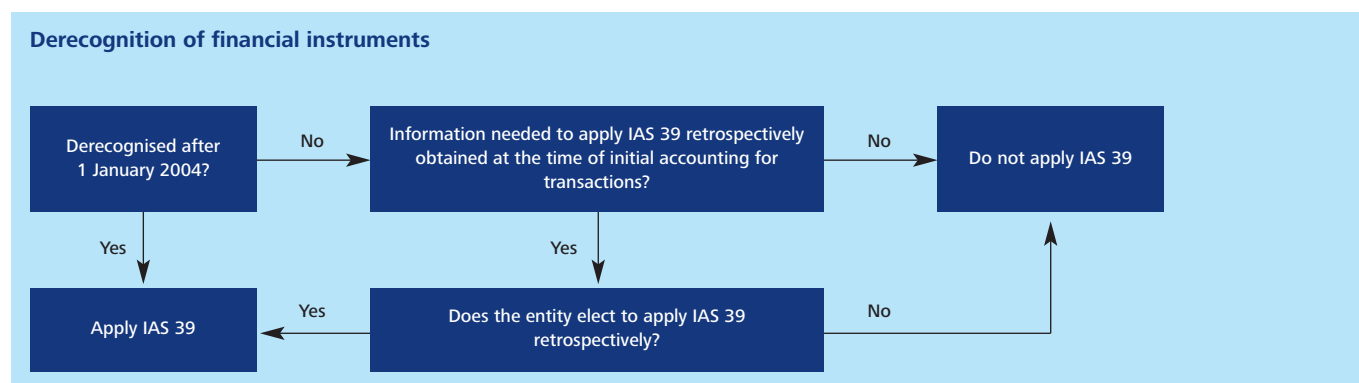 Derecognition of financial instruments
Derecognised after
1 January 2004?
No
Information needed to apply IAS 39 retrospectively
obtained at the time of initial accounting for
transactions?
No
Do not apply IAS 39
Yes
Yes
Apply IAS 39
Yes
Does the entity elect to apply IAS 39
retrospectively?
No